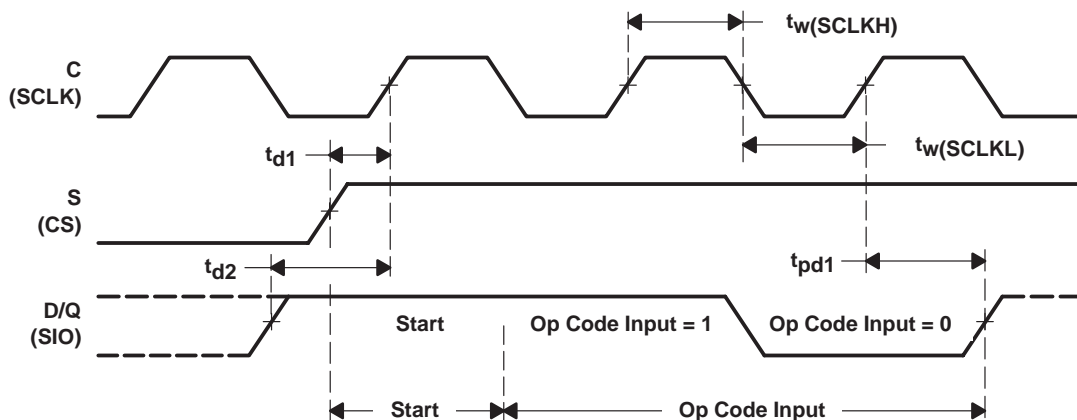 tw(SCLKH)
C
(SCLK)
td1
tw(SCLKL)
S
(CS)
td2
tpd1
D/Q
(SIO)
Start
Op Code Input = 1
Op Code Input = 0
Start
Op Code Input